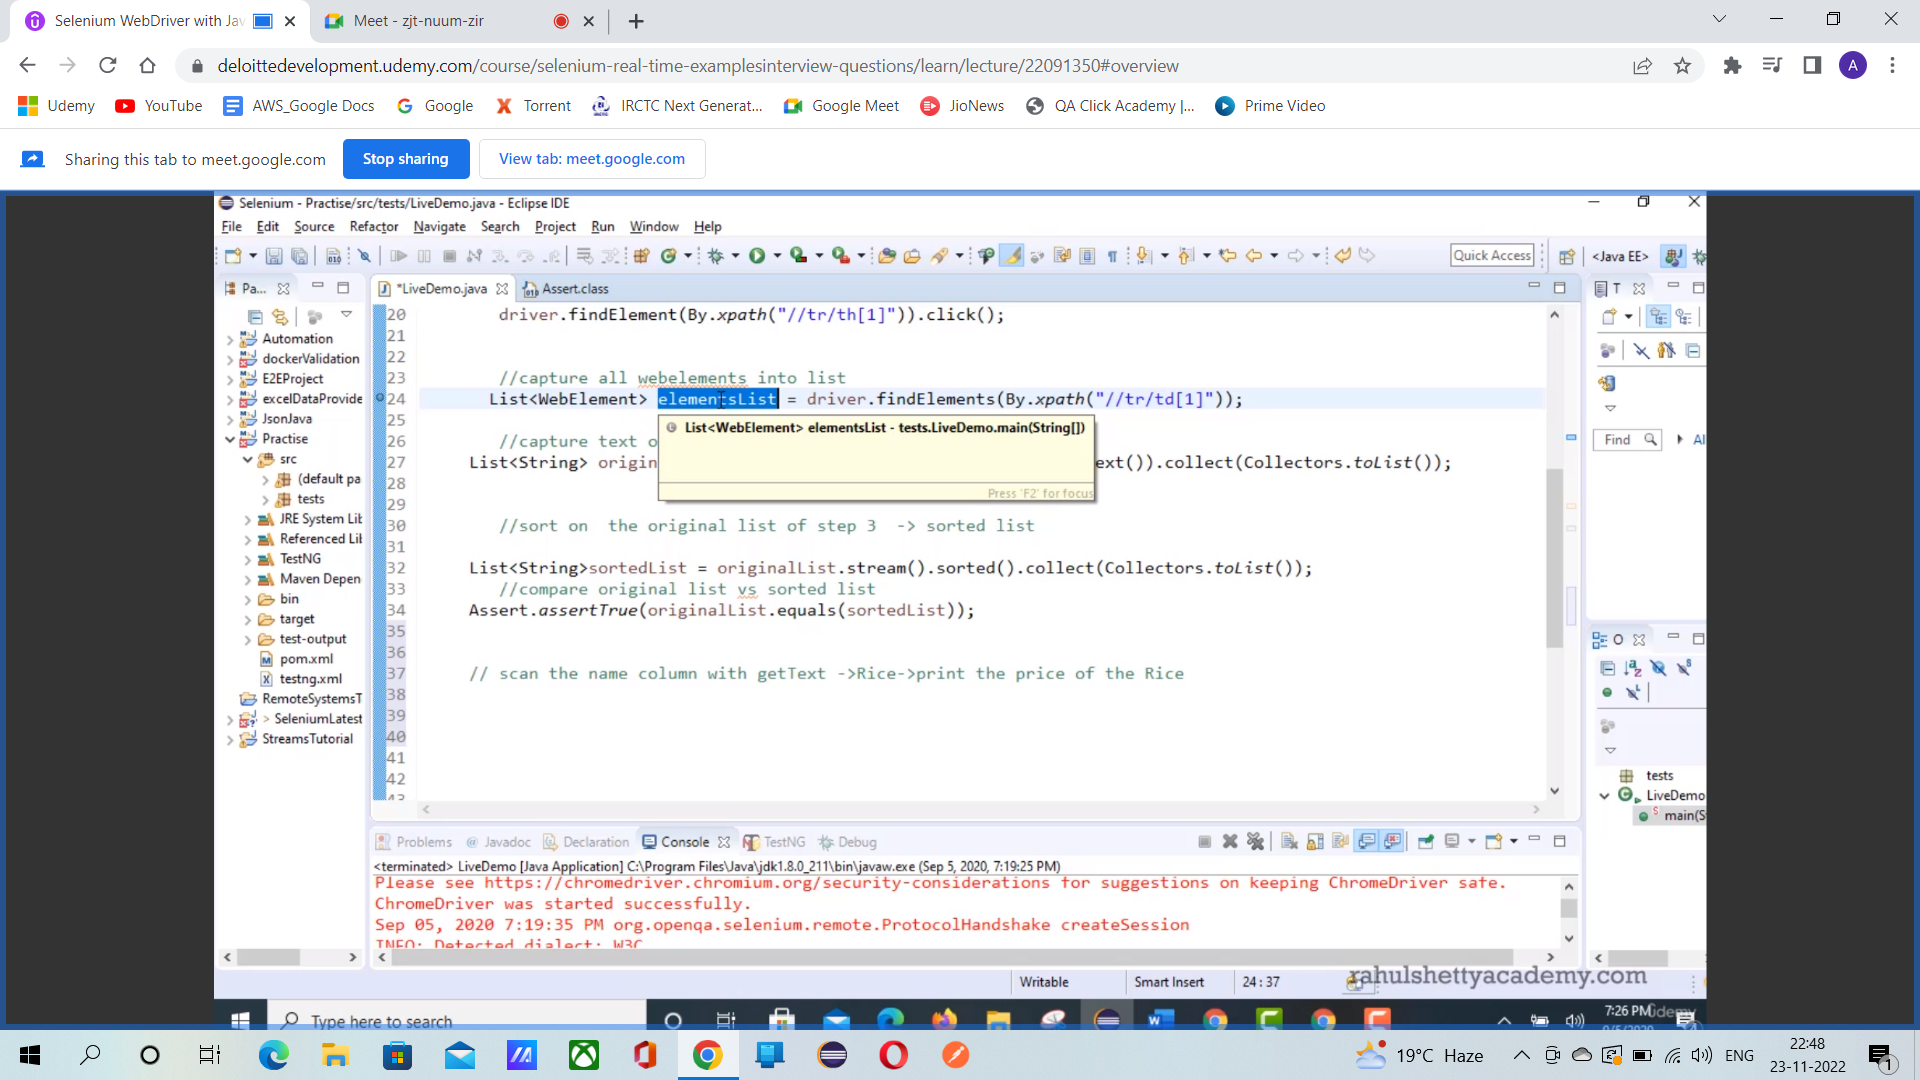 Selenium WebDriver with Jav
Meet - zjt-nuum-zir
deloittedevelopment.udemy.com/course/selenium-real-time-examplesinterview-questions/learn/lecture/22091350#overview
A
Udemy
YouTube
AWS_Google Docs
Google
Torrent
IRCTC Next Generat...
Google Meet
JioNews
QA Click Academy |...
Prime Video
Sharing this tab to meet.google.com
Stop sharing
View tab: meet.google.com
Selenium - Practise/src/tests/LiveDemo.java - Eclipse IDE
File Edit Source Refactor Navigate Search Project Run Window Help
Quick Access
<Java EE>
Pa...
*LiveDemo.java
Assert.class
T
Automation
dockerValidation
E2EProject
excelDataProvide
JsonJava
Practise
src
(default pa
tests
JRE System Lib
Referenced Lil
TestNG
Maven Depen
bin
target
test-output
pom.xml
testng.xml
RemoteSystemsT
> SeleniumLatest
StreamsTutorial
20 driver.findElement(By.xpath("//tr/th[1]")).click();
21
22
23 //capture all webelements into list
24 List<WebElement> elementsList = driver.findElements(By.xpath("//tr/td[1]"));
25
26 //capture text o
27 List<String> origin ext()).collect(Collectors.toList());
28
29
30 //sort on the original list of step 3 -> sorted list
31
32 List<String>sortedList = originalList.stream().sorted().collect(Collectors.toList());
33 //compare original list vs sorted list
34 Assert.assertTrue(originalList.equals(sortedList));
35
36
37 // scan the name column with getText ->Rice->print the price of the Rice
38
39
40
41
42
43
List<WebElement> elementsList - tests.LiveDemo.main(String[])
Press 'F2' for focus
Find
Al
O
tests
LiveDemo
main(S
Problems
Javadoc
Declaration
Console
TestNG
Debug
<terminated> LiveDemo [Java Application] C:\Program Files\Java\jdk1.8.0_211\bin\javaw.exe (Sep 5, 2020, 7:19:25 PM)
Please see https://chromedriver.chromium.org/security-considerations for suggestions on keeping ChromeDriver safe.
ChromeDriver was started successfully.
Sep 05, 2020 7:19:35 PM org.openqa.selenium.remote.ProtocolHandshake createSession
INFO: Detected dialect: W3C
Writable
Smart Insert
24 : 37
rahulshettyacademy.com
Type here to search
7:26 PM
Udemy
19°C Haze
ENG
22:48
23-11-2022
1